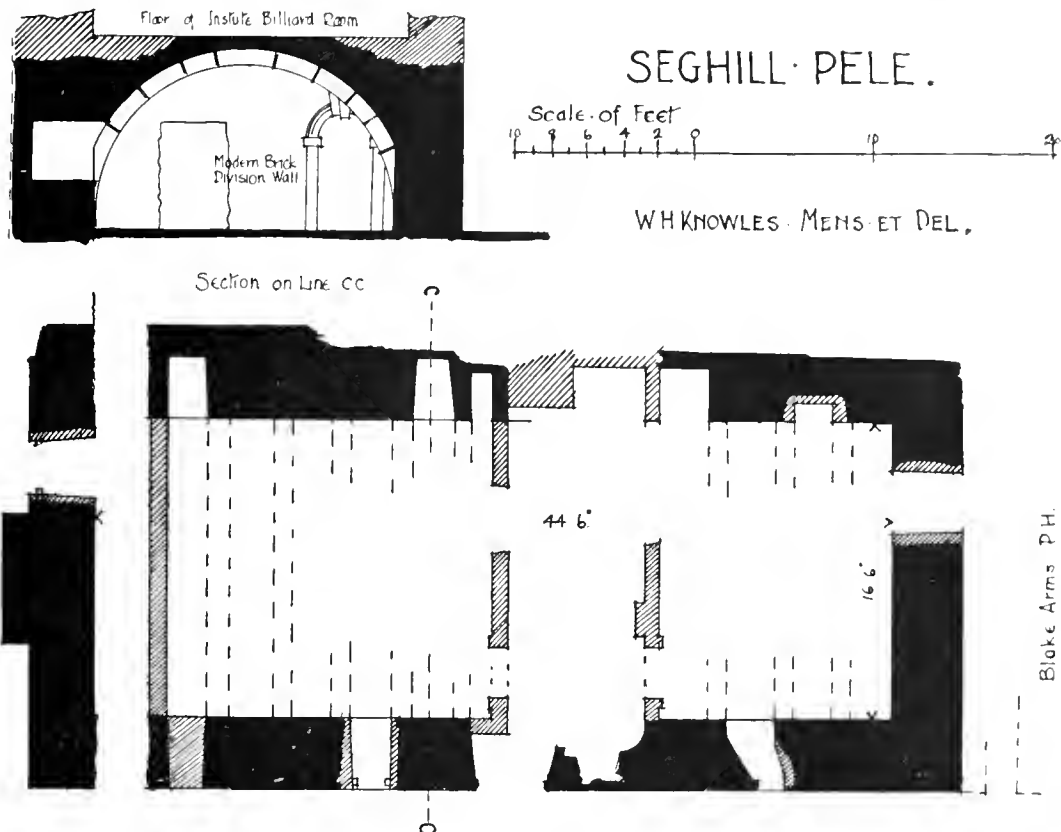 Floor of Instute Billiard Room
SEGHILL · PELE.
Scale · of Feet
10 8 6 4 2 0 10 20
Modern Brick
Division Wall
W H KNOWLES · MENS · ET DEL.
Section on Line CC
C
44 6"
16 6"
Blake Arms P.H.
C